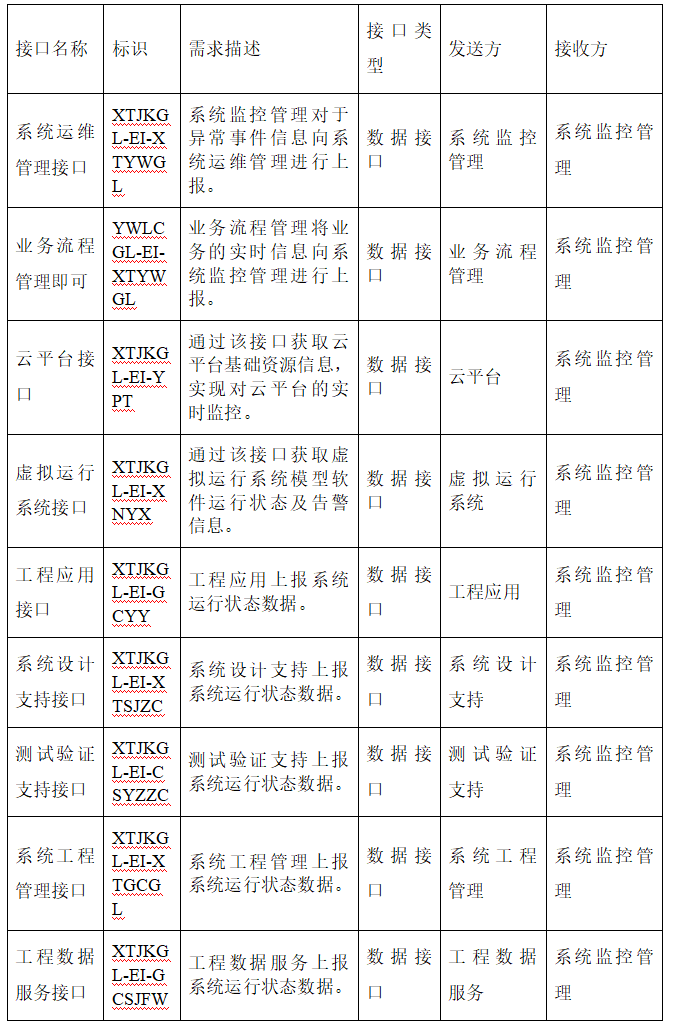 接口名称
标识
需求描述
接口类
型
发送方
接收方
系统运维
管理接口
XTJKG
L-EI-X
TYWG
L
系统监控管理对于
异常事件信息向系
统运维管理进行上
报。
数据接
口
系统监控
管理
系统监控管
理
业务流程
管理即可
YWLC
GL-EI-
XTYW
GL
业务流程管理将业
务的实时信息向系
统监控管理进行上
报。
数据接
口
业务流程
管理
系统监控管
理
云平台接
口
XTJKG
L-EI-Y
PT
通过该接口获取云
平台基础资源信息，
实现对云平台的实
时监控。
数据接
口
云平台
系统监控管
理
虚拟运行
系统接口
XTJKG
L-EI-X
NYX
通过该接口获取虚
拟运行系统模型软
件运行状态及告警
信息。
数据接
口
虚拟运行
系统
系统监控管
理
工程应用
接口
XTJKG
L-EI-G
CYY
工程应用上报系统
运行状态数据。
数据接
口
工程应用
系统监控管
理
系统设计
支持接口
XTJKG
L-EI-X
TSJZC
系统设计支持上报
系统运行状态数据。
数据接
口
系统设计
支持
系统监控管
理
测试验证
支持接口
XTJKG
L-EI-C
SYZZC
测试验证支持上报
系统运行状态数据。
数据接
口
测试验证
支持
系统监控管
理
系统工程
管理接口
XTJKG
L-EI-X
TGCG
L
系统工程管理上报
系统运行状态数据。
数据接
口
系统工程
管理
系统监控管
理
工程数据
服务接口
XTJKG
L-EI-G
CSJFW
工程数据服务上报
系统运行状态数据。
数据接
口
工程数据
服务
系统监控管
理